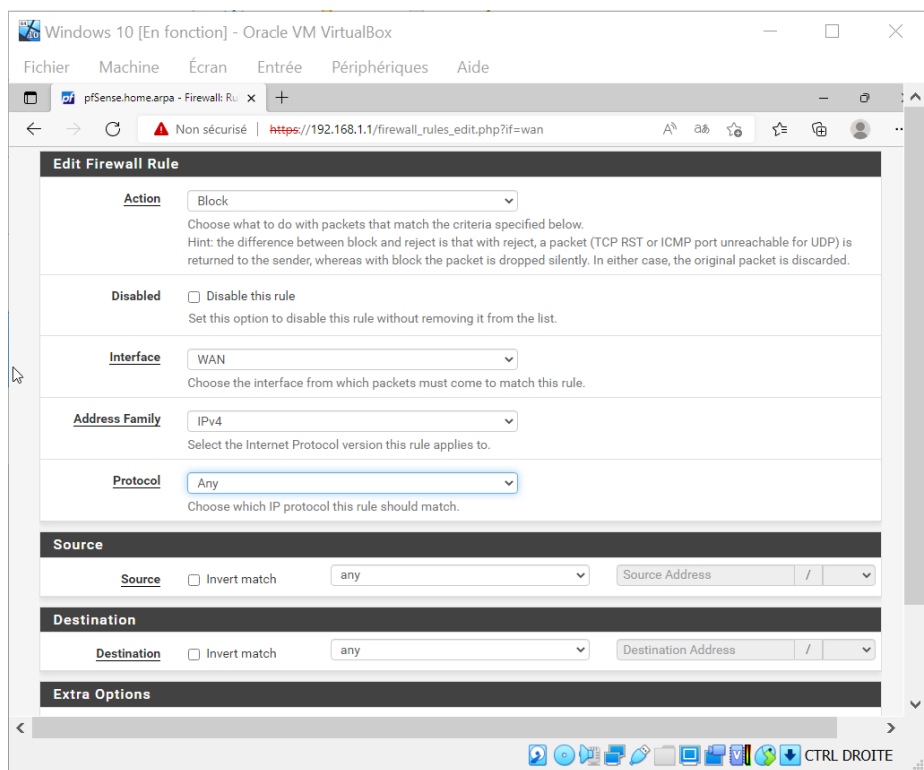 Windows 10 [En fonction] - Oracle VM VirtualBox
Fichier Machine Écran Entrée Périphériques Aide
pfSense.home.arpa - Firewall: Ru
Non sécurisé | https://192.168.1.1/firewall_rules_edit.php?if=wan
Edit Firewall Rule
Action Block
Choose what to do with packets that match the criteria specified below.
Hint: the difference between block and reject is that with reject, a packet (TCP RST or ICMP port unreachable for UDP) is
returned to the sender, whereas with block the packet is dropped silently. In either case, the original packet is discarded.
Disabled Disable this rule
Set this option to disable this rule without removing it from the list.
Interface WAN
Choose the interface from which packets must come to match this rule.
Address Family IPv4
Select the Internet Protocol version this rule applies to.
Protocol Any
Choose which IP protocol this rule should match.
Source
Source Invert match any Source Address /
Destination
Destination Invert match any Destination Address /
Extra Options
CTRL DROITE